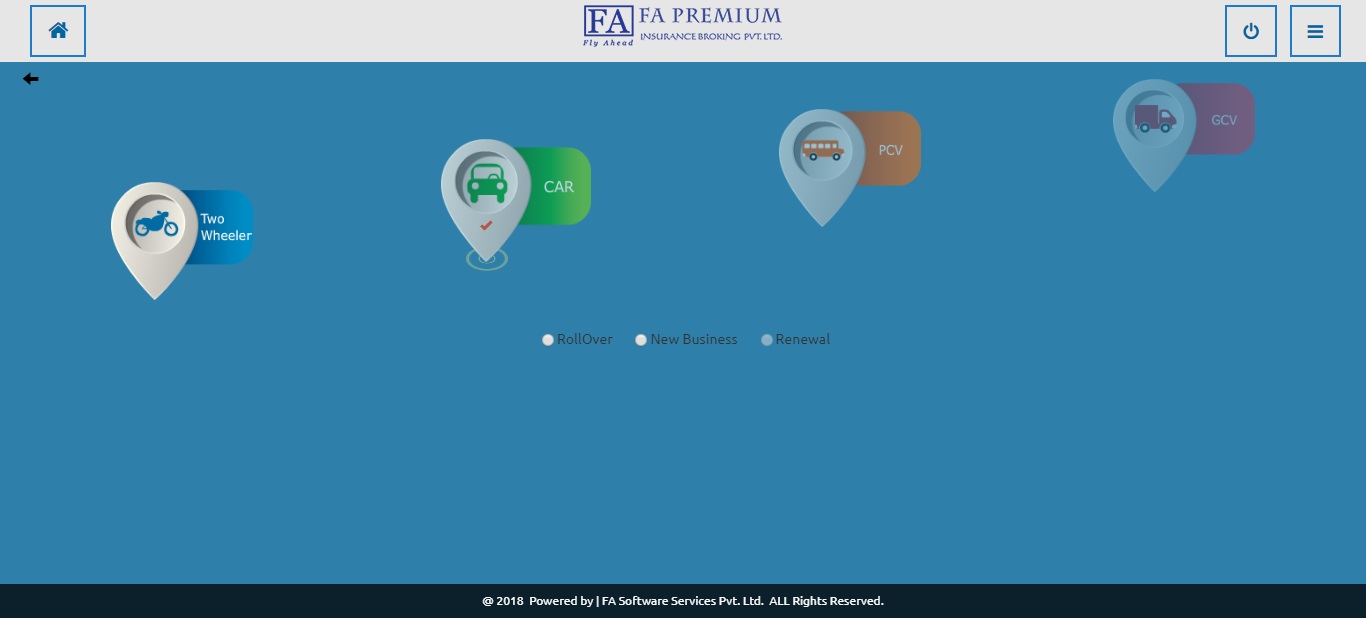 FA
Fly Ahead
FA PREMIUM
INSURANCE BROKING PVT. LTD.
Two
Wheeler
CAR
PCV
GCV
RollOver New Business Renewal
@ 2018 Powered by | FA Software Services Pvt. Ltd. ALL Rights Reserved.